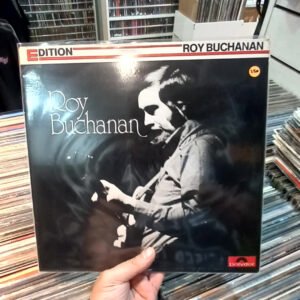 EDITION
ROY BUCHANAN
Roy
Buchanan
Polydor